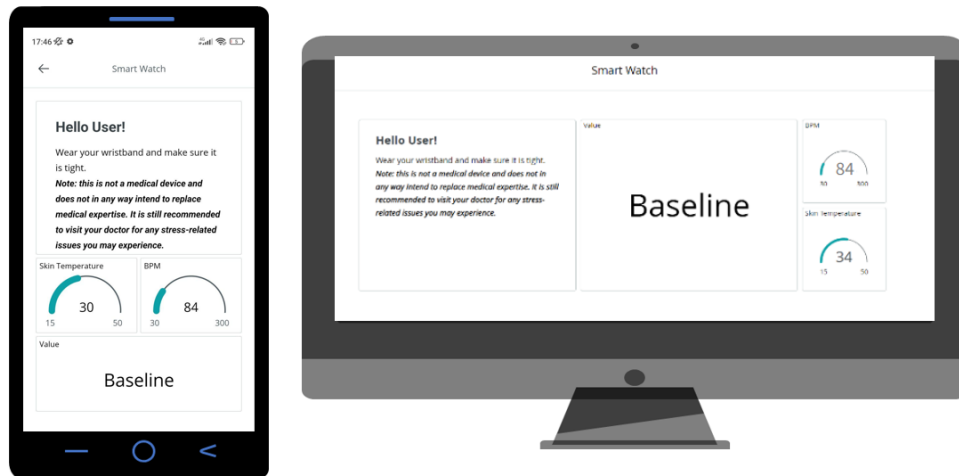 17:46
Smart Watch
Hello User!
Wear your wristband and make sure it
is tight.
Note: this is not a medical device and
does not in any way intend to replace
medical expertise. It is still recommended
to visit your doctor for any stress-related
issues you may experience.
Skin Temperature
30
15
50
BPM
84
30
300
Value
Baseline
Smart Watch
Hello User!
Wear your wristband and make sure it is tight.
Note: this is not a medical device and does not in
any way intend to replace medical expertise. It is still
recommended to visit your doctor for any stress-
related issues you may experience.
Value
Baseline
BPM
84
30
300
Skin Temperature
34
15
50